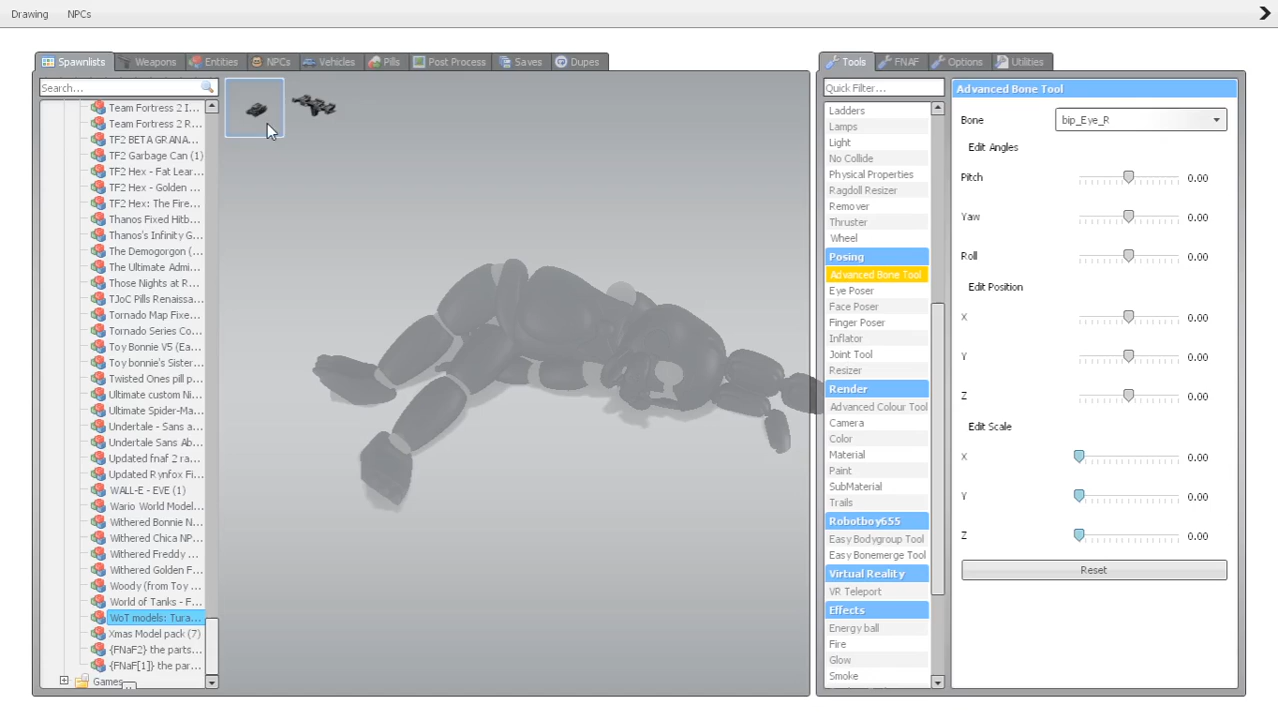 Drawing NPCs
Spawnlists Weapons Entities NPCs Vehicles Pills Post Process Saves Dupes
Search...
Team Fortress 2 I...
Team Fortress 2 R...
TF2 BETA GRANA...
TF2 Garbage Can (1)
TF2 Hex - Fat Lear...
TF2 Hex - Golden ...
TF2 Hex: The Fire...
Thanos Fixed Hitb...
Thanos's Infinity G...
The Demogorgon (...
The Ultimate Admi...
Those Nights at R...
TJoC Pills Renaissa...
Tornado Map Fixe...
Tornado Series Co...
Toy Bonnie V5 (Ea...
Toy bonnie's Sister...
Twisted Ones pill p...
Ultimate custom Ni...
Ultimate Spider-Ma...
Undertale - Sans a...
Undertale Sans Ab...
Updated fnaf 2 ra...
Updated Rynfox Fi...
WALL-E - EVE (1)
Wario World Model...
Withered Bonnie N...
Withered Chica NP...
Withered Freddy ...
Withered Golden F...
Woody (from Toy ...
World of Tanks - F...
WoT models: Tura...
Xmas Model pack (7)
{FNaF2} the parts...
{FNaF[1]} the par...
Games
Tools FNAF Options Utilities
Quick Filter...
Ladders
Lamps
Light
No Collide
Physical Properties
Ragdoll Resizer
Remover
Thruster
Wheel
Posing
Advanced Bone Tool
Eye Poser
Face Poser
Finger Poser
Inflator
Joint Tool
Resizer
Render
Advanced Colour Tool
Camera
Color
Material
Paint
SubMaterial
Trails
Robotboy655
Easy Bodygroup Tool
Easy Bonemerge Tool
Virtual Reality
VR Teleport
Effects
Energy ball
Fire
Glow
Smoke
Advanced Bone Tool
Bone bip_Eye_R
Edit Angles
Pitch 0.00
Yaw 0.00
Roll 0.00
Edit Position
X 0.00
Y 0.00
Z 0.00
Edit Scale
X 0.00
Y 0.00
Z 0.00
Reset